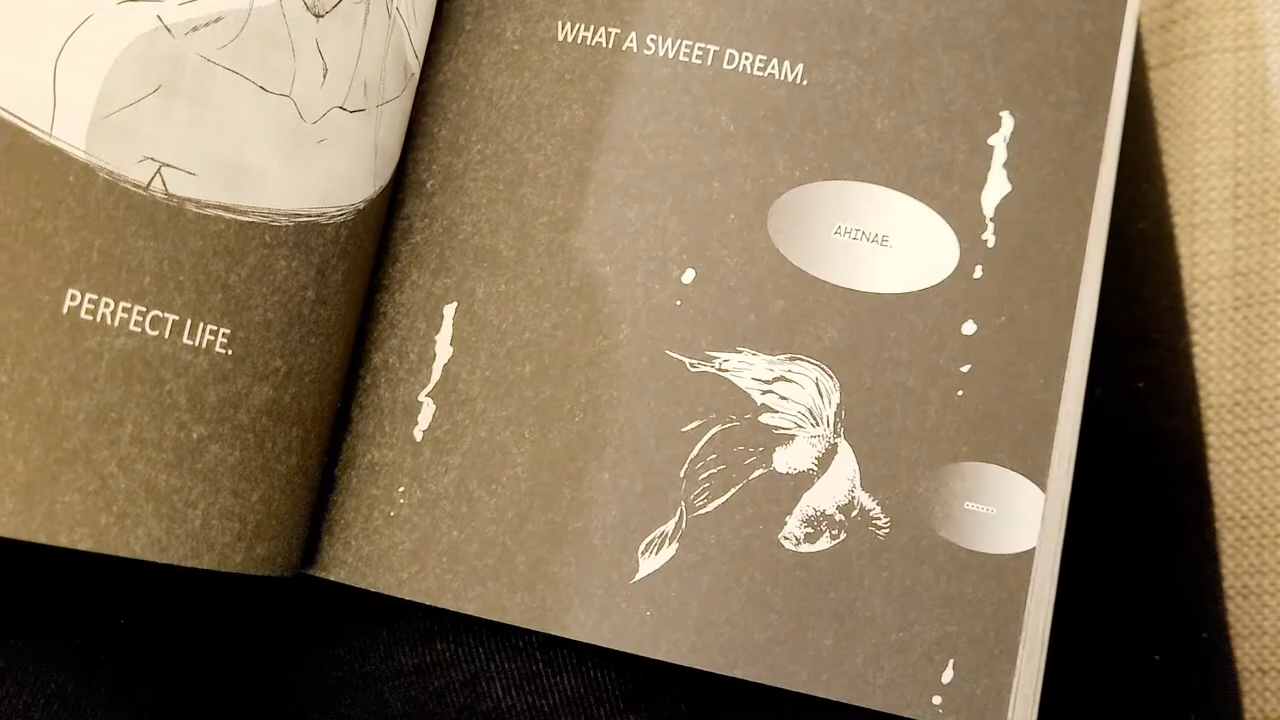 PERFECT LIFE.
WHAT A SWEET DREAM.
AHINAE.
......